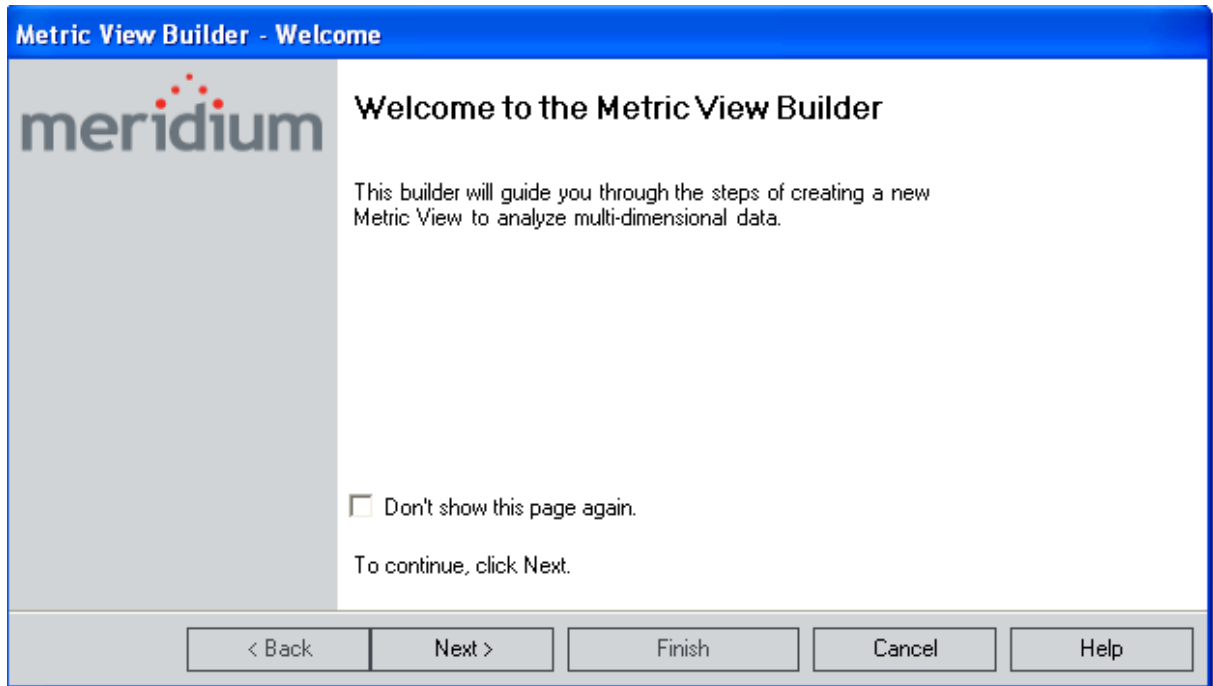 Metric View Builder - Welcome
meridium
Welcome to the Metric View Builder
This builder will guide you through the steps of creating a new
Metric View to analyze multi-dimensional data.
Don't show this page again.
To continue, click Next.
< Back Next > Finish Cancel Help